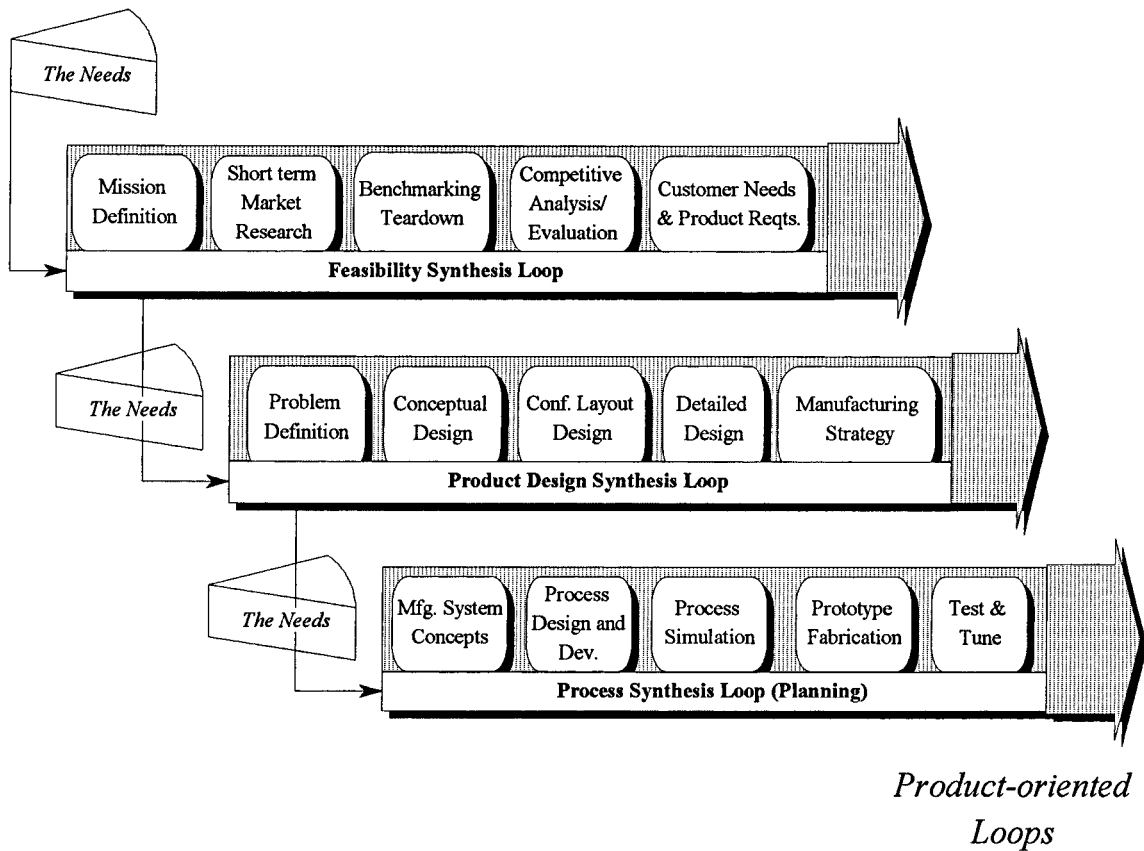 The Needs
Mission
Definition
Short term
Market
Research
Benchmarking
Teardown
Competitive
Analysis/
Evaluation
Customer Needs
& Product Reqts.
Feasibility Synthesis Loop
The Needs
Problem
Definition
Conceptual
Design
Conf. Layout
Design
Detailed
Design
Manufacturing
Strategy
Product Design Synthesis Loop
The Needs
Mfg. System
Concepts
Process
Design and
Dev.
Process
Simulation
Prototype
Fabrication
Test &
Tune
Process Synthesis Loop (Planning)
Product-oriented
Loops